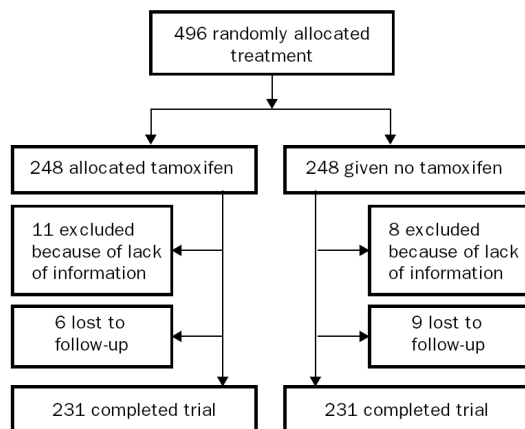 496 randomly allocated
treatment
248 allocated tamoxifen
248 given no tamoxifen
11 excluded
because of lack
of information
8 excluded
because of lack
of information
6 lost to
follow-up
9 lost to
follow-up
231 completed trial
231 completed trial